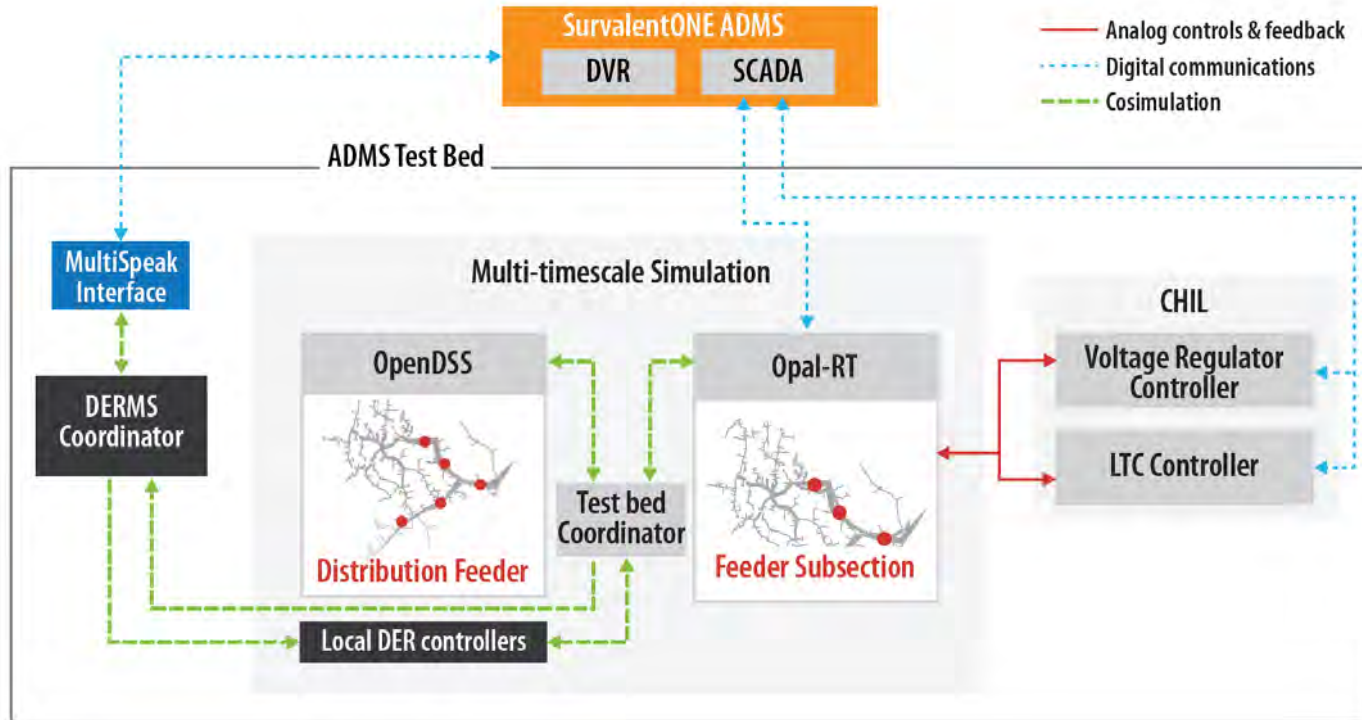 SurvalentONE ADMS
DVR
SCADA
Analog controls & feedback
Digital communications
Cosimulation
ADMS Test Bed
MultiSpeak
Interface
Multi-timescale Simulation
CHIL
OpenDSS
Opal-RT
Voltage Regulator
Controller
DERMS
Coordinator
LTC Controller
Test bed
Coordinator
Distribution Feeder
Feeder Subsection
Local DER controllers